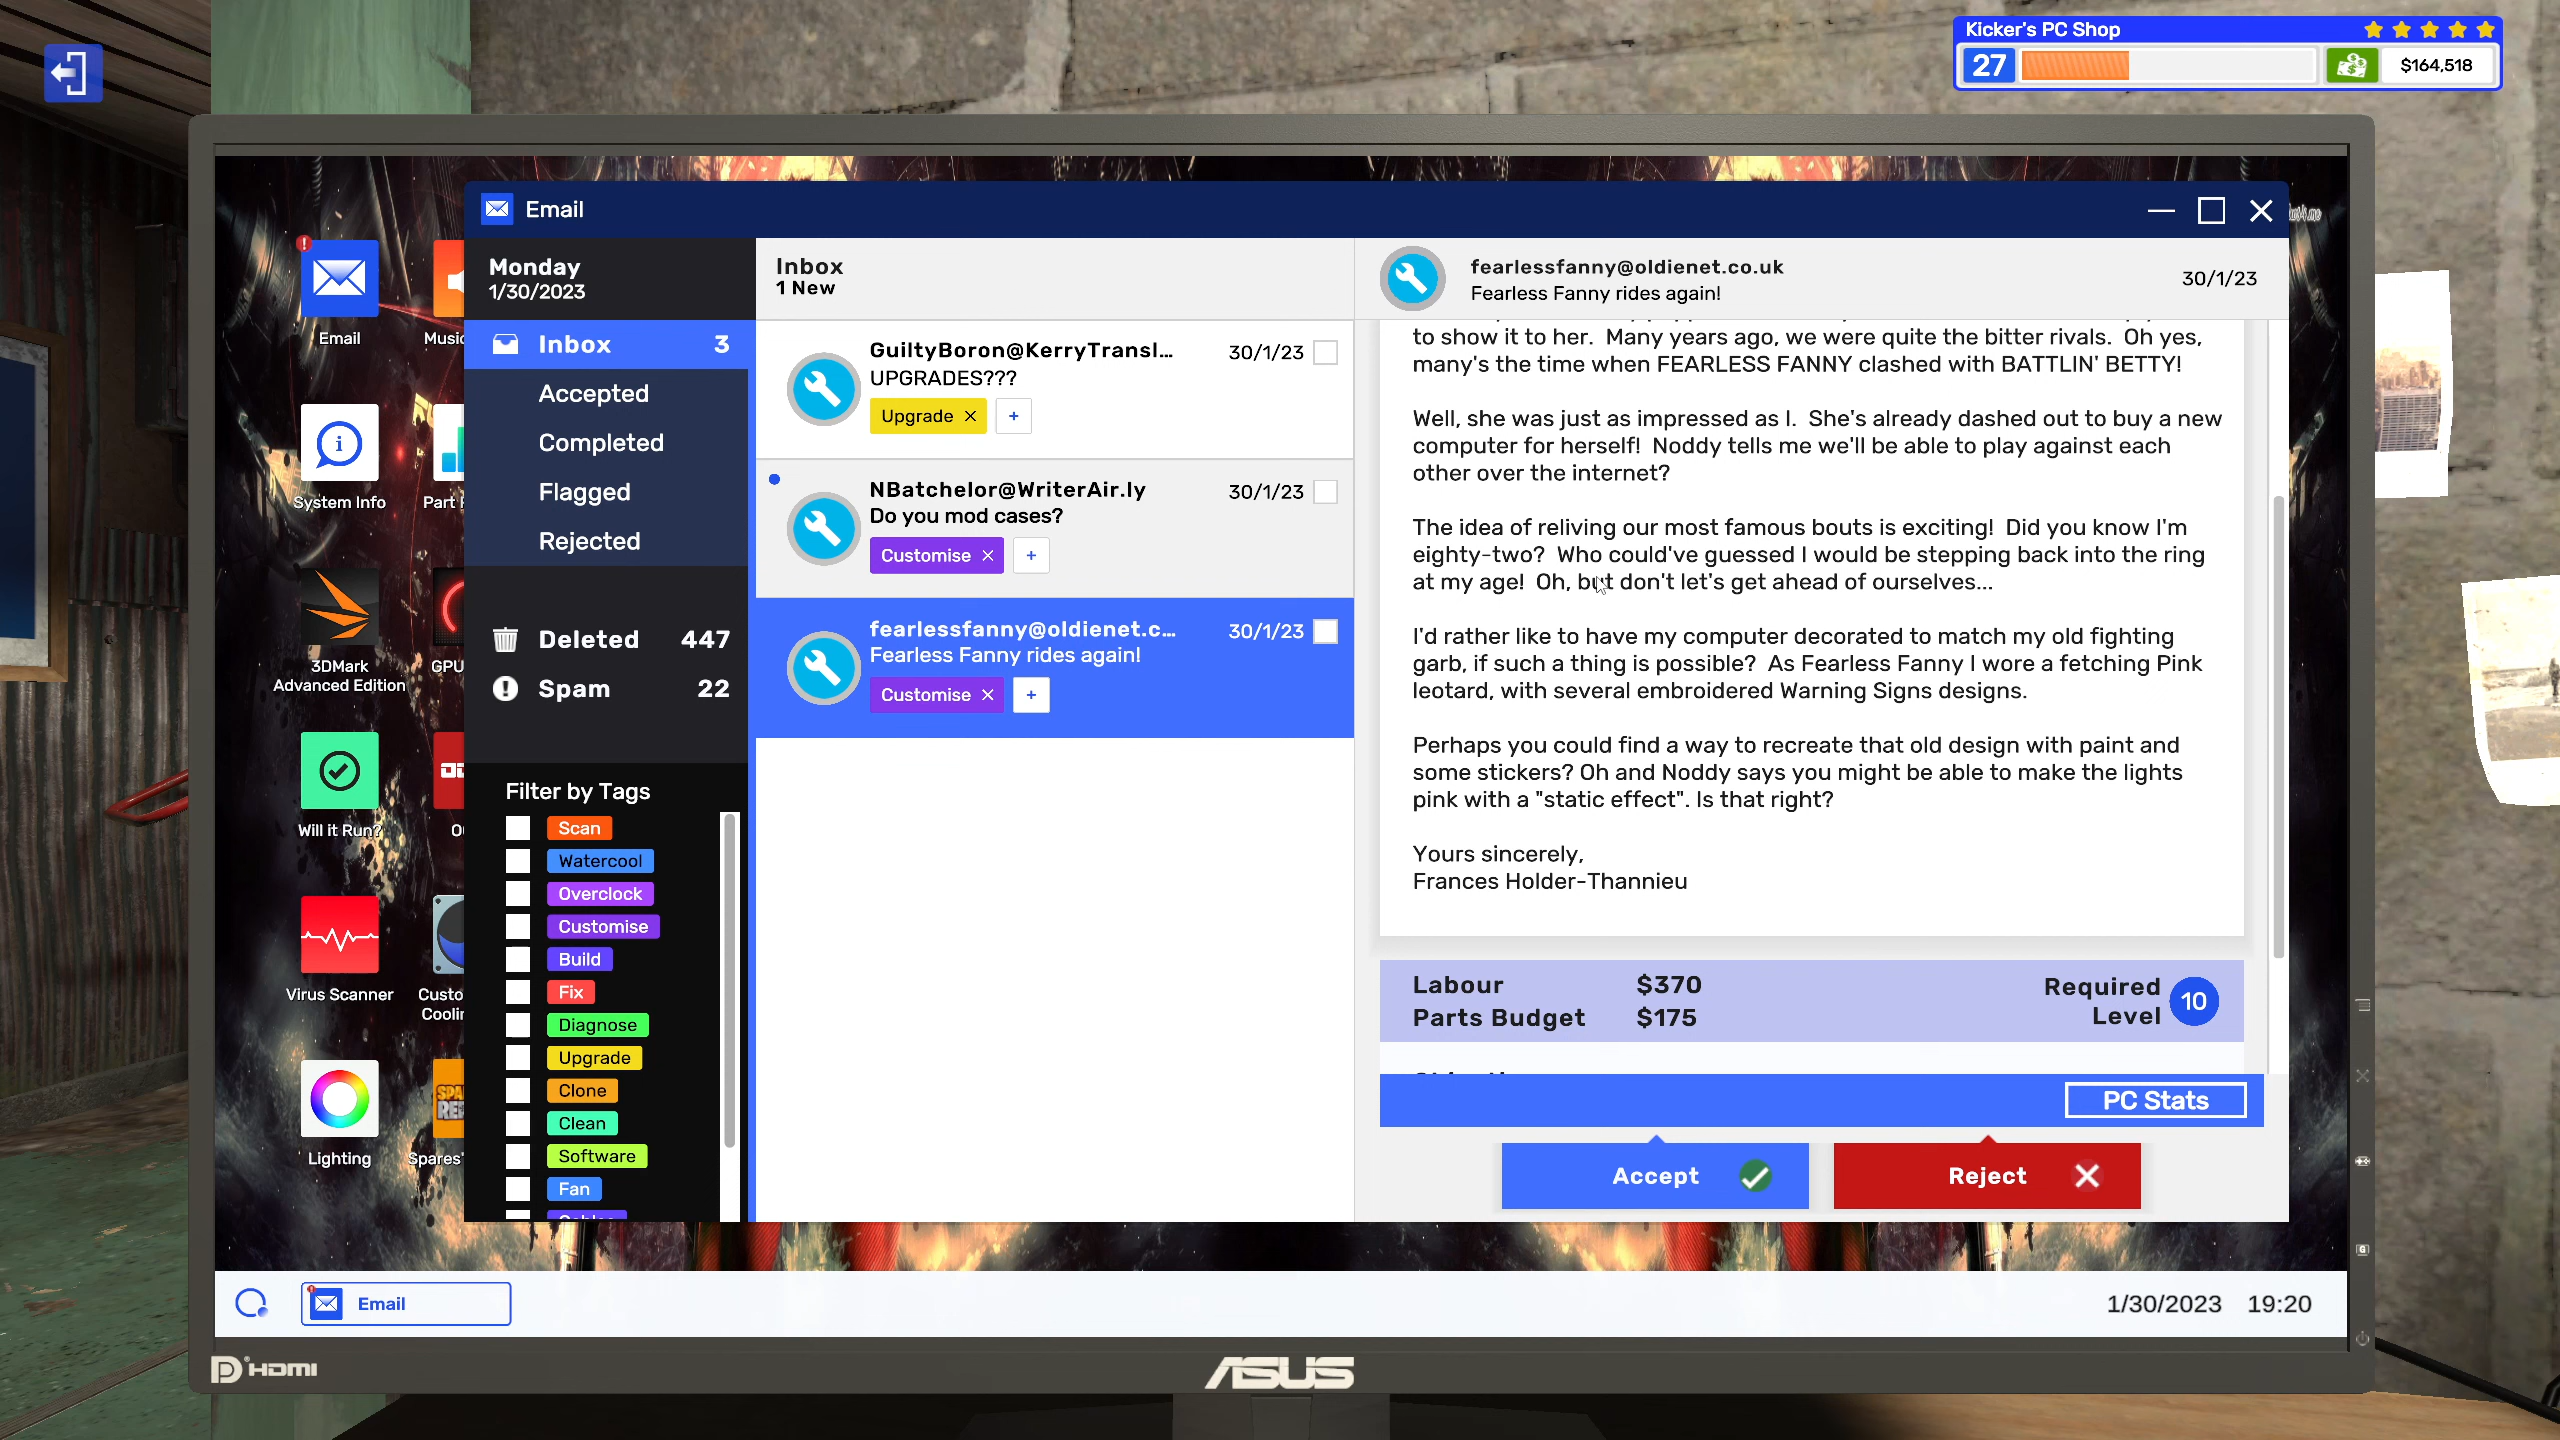 Kicker's PC Shop
27
$164,518
Email
Monday
1/30/2023
Inbox 3
Accepted
Completed
Flagged
Rejected
Deleted 447
Spam 22
Filter by Tags
Scan
Watercool
Overclock
Customise
Build
Fix
Diagnose
Upgrade
Clone
Clean
Software
Fan
Email
Music
System Info
Part
3DMark
Advanced Edition
GPU
Will it Run?
Virus Scanner
Custo
Coolin
Lighting
Spares'
Inbox
1 New
GuiltyBoron@KerryTransl... 30/1/23
UPGRADES???
Upgrade × +
NBatchelor@WriterAir.ly 30/1/23
Do you mod cases?
Customise × +
fearlessfanny@oldienet.c... 30/1/23
Fearless Fanny rides again!
Customise × +
fearlessfanny@oldienet.co.uk 30/1/23
Fearless Fanny rides again!
to show it to her. Many years ago, we were quite the bitter rivals. Oh yes,
many's the time when FEARLESS FANNY clashed with BATTLIN' BETTY!
Well, she was just as impressed as I. She's already dashed out to buy a new
computer for herself! Noddy tells me we'll be able to play against each
other over the internet?
The idea of reliving our most famous bouts is exciting! Did you know I'm
eighty-two? Who could've guessed I would be stepping back into the ring
at my age! Oh, but don't let's get ahead of ourselves...
I'd rather like to have my computer decorated to match my old fighting
garb, if such a thing is possible? As Fearless Fanny I wore a fetching Pink
leotard, with several embroidered Warning Signs designs.
Perhaps you could find a way to recreate that old design with paint and
some stickers? Oh and Noddy says you might be able to make the lights
pink with a "static effect". Is that right?
Yours sincerely,
Frances Holder-Thannieu
Labour $370
Parts Budget $175
Required
Level 10
PC Stats
Accept
Reject
Email
1/30/2023 19:20
HDMI
ASUS